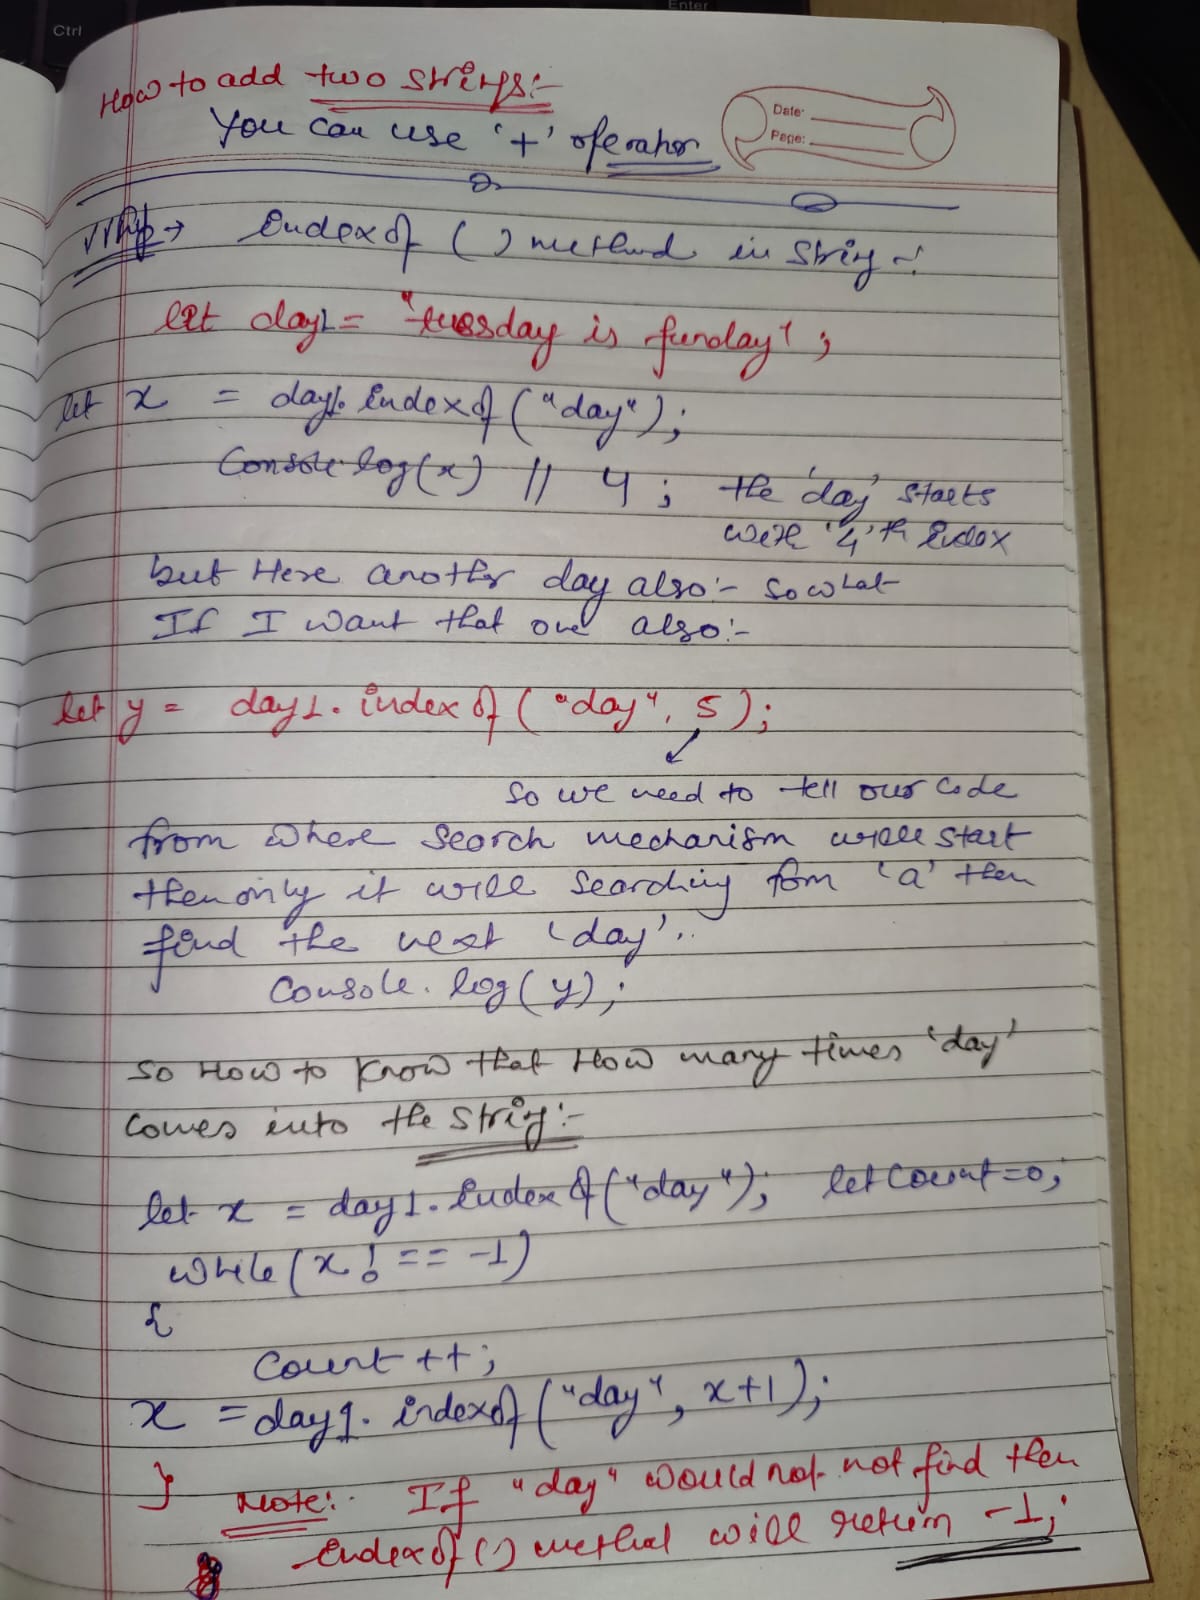 Ctrl
Enter
How to add two strings:-
You can use '+' operator
Date:
Page:
VVImp → indexof ( ) method in string -:
let day1 = "tuesday is funday" ;
let x = day1.indexof ("day");
Console.log(x) // 4 ; the 'day' starts
with '4'th index
but Here another day also:- so what
If I want that one also:-
let y = day1.indexof ("day", 5);
so we need to tell our code
from where search mechanism will start
then only it will searching fom 'a' then
find the next 'day'..
Console.log(y);
So How to know that How many times 'day'
comes into the string:-
let x = day1.indexof("day"); let count=0;
while(x!== -1)
{
Count ++;
x = day1.indexof("day", x+1);
}
Note:- If "day" would not not find then
indexof() method will return -1;